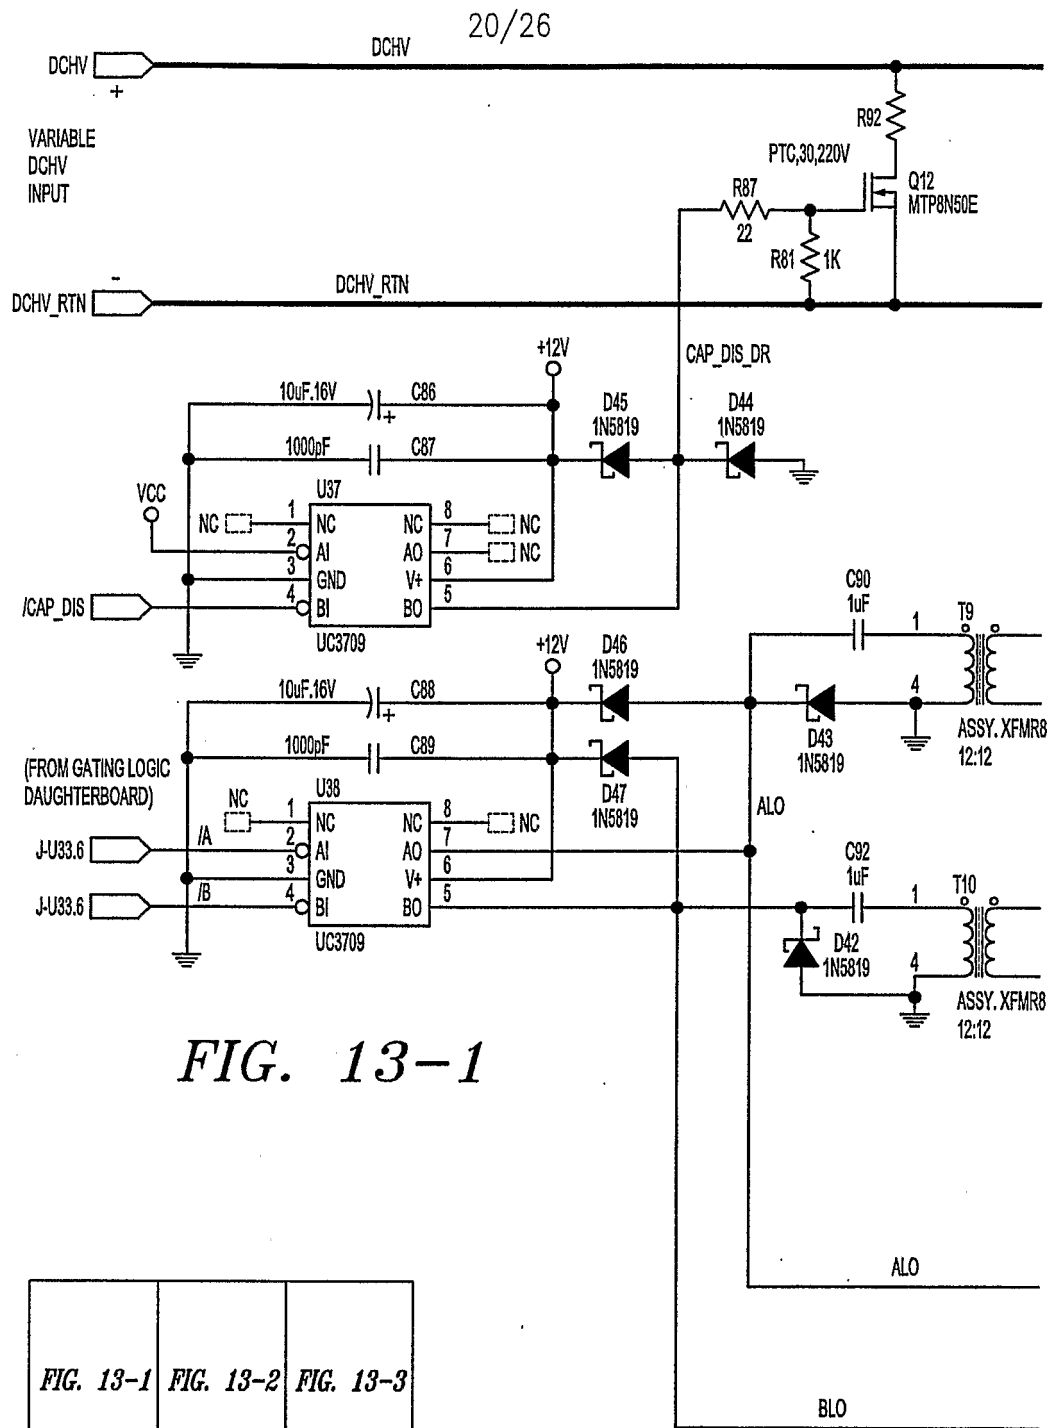 20/26
DCHV
DCHV
+
VARIABLE
DCHV
INPUT
R92
PTC,30,220V
Q12
MTP8N50E
R87
22
R81
1K
-
DCHV_RTN
DCHV_RTN
+12V
CAP_DIS_DR
10uF.16V
+
C86
D45
1N5819
D44
1N5819
1000pF
C87
VCC
U37
NC
1
NC
NC
8
NC
2
AI
AO
7
NC
3
GND
V+
6
/CAP_DIS
4
BI
BO
5
UC3709
C90
1uF
1
T9
4
ASSY. XFMR8
12:12
+12V
D46
1N5819
10uF.16V
+
C88
D43
1N5819
1000pF
C89
D47
1N5819
(FROM GATING LOGIC
DAUGHTERBOARD)
U38
ALO
NC
1
NC
NC
8
NC
J-U33.6
/A
2
AI
AO
7
3
GND
V+
6
J-U33.6
/B
4
BI
BO
5
UC3709
C92
1uF
1
T10
D42
1N5819
4
ASSY. XFMR8
12:12
FIG. 13-1
ALO
FIG. 13-1
FIG. 13-2
FIG. 13-3
BLO